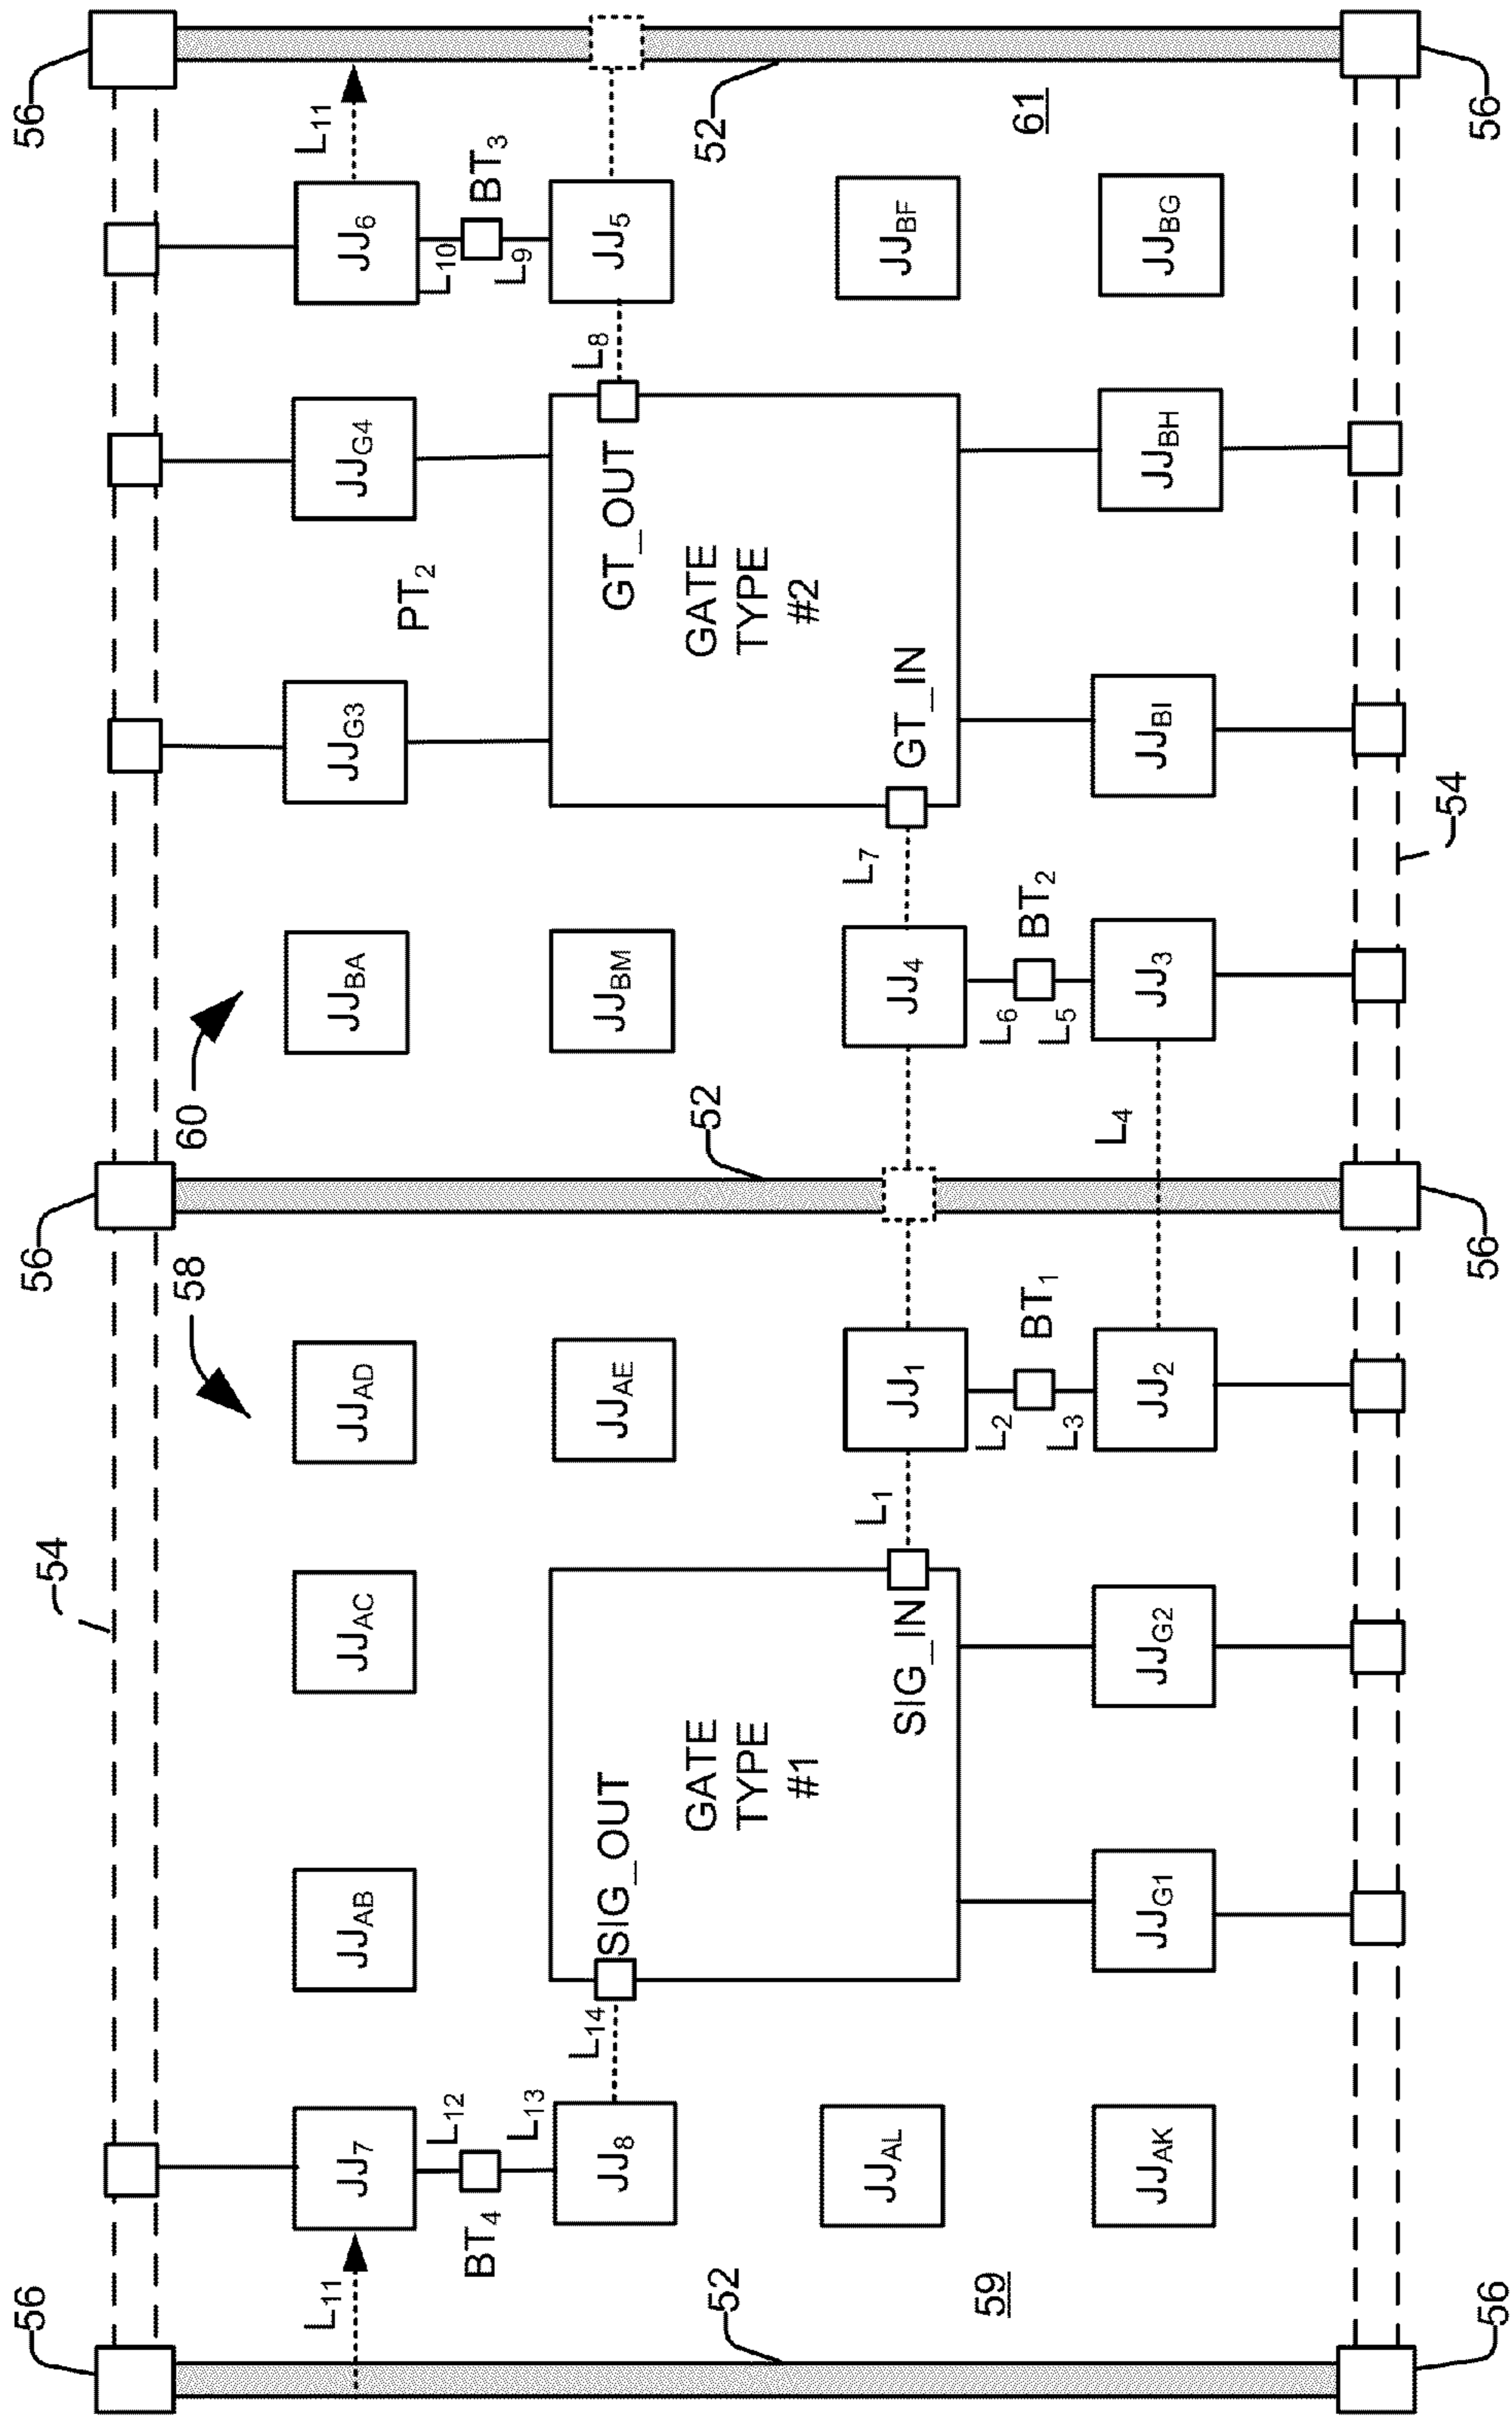 56
54
56
56
58
60
L11
L11
JJ7
JJAB
JJAC
JJAD
JJBA
JJG3
JJG4
JJ6
PT2
L12
L10
BT4
BT3
L13
L9
L14
L8
JJ8
SIG_OUT
JJAE
JJBM
GT_OUT
JJ5
GATE
TYPE
#1
GATE
TYPE
#2
52
52
52
L1
L7
JJAL
SIG_IN
JJ1
JJ4
GT_IN
JJBF
59
L2
L6
BT1
BT2
61
L3
L5
L4
JJAK
JJG1
JJG2
JJ2
JJ3
JJBI
JJBH
JJBG
54
56
56
56